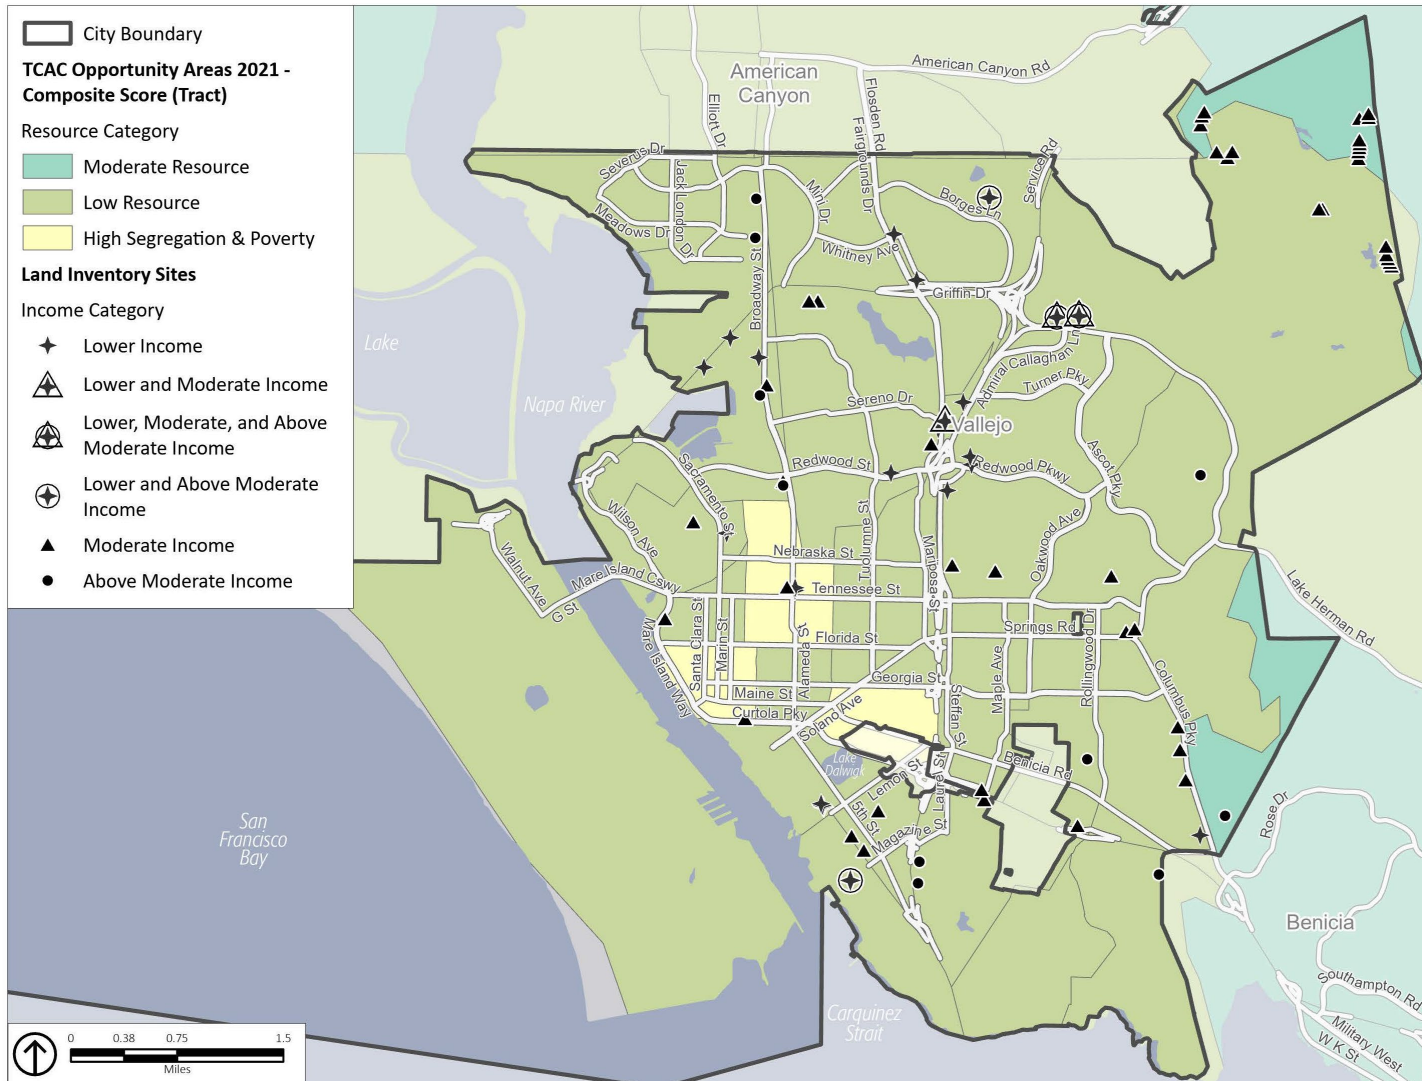 City Boundary
TCAC Opportunity Areas 2021 -
Composite Score (Tract)
Resource Category
Moderate Resource
Low Resource
High Segregation & Poverty
Land Inventory Sites
Income Category
Lower Income
Lower and Moderate Income
Lower, Moderate, and Above
Moderate Income
Lower and Above Moderate
Income
Moderate Income
Above Moderate Income
American
Canyon
American Canyon Rd
Elliott Dr
Flosden Rd
Fairgrounds Dr
Service Rd
Severus Dr
Jack London Dr
Meadows Dr
Mini Dr
Borges Ln
Whitney Ave
Broadway St
Griffin Dr
Lake
Napa River
Admiral Callaghan Ln
Turner Pky
Sereno Dr
Vallejo
Redwood St
Redwood Pkwy
Ascot Pky
Sacramento St
Wilson Ave
Tuolumne St
Mariposa St
Oakwood Ave
Nebraska St
Tennessee St
Walnut Ave
Mare Island Cswy
G St
Lake Herman Rd
Santa Clara St
Marin St
Mare Island Way
Florida St
Alameda St
Springs Rd
Rollingwood Dr
Georgia St
Maine St
Curtola Pky
Solano Ave
Steffan St
Maple Ave
Columbus Pky
Lake
Dalwigk
Lemon St
Laurel St
Benicia Rd
5th St
Magazine St
Rose Dr
San
Francisco
Bay
Benicia
Carquinez
Strait
Southampton Rd
Military West
W K St
0 0.38 0.75 1.5
Miles